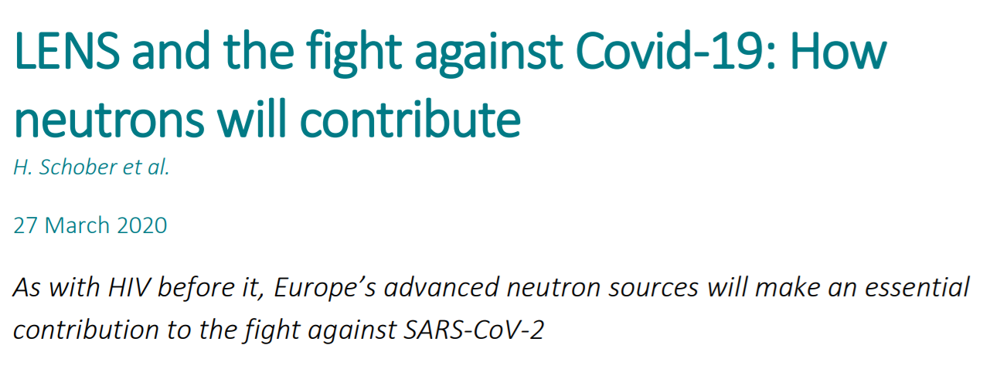 LENS and the fight against Covid-19: How
neutrons will contribute
H. Schober et al.
27 March 2020
As with HIV before it, Europe’s advanced neutron sources will make an essential
contribution to the fight against SARS-CoV-2